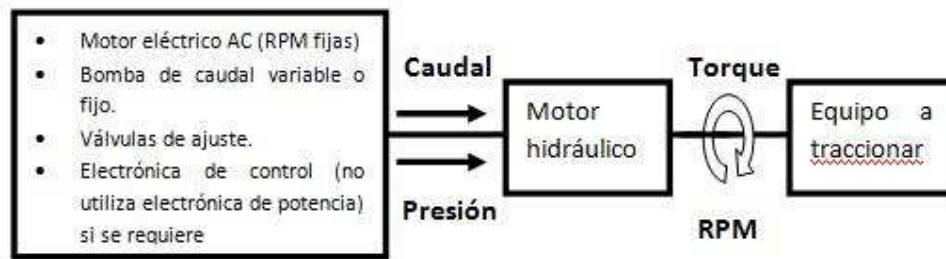 • Motor eléctrico AC (RPM fijas)
• Bomba de caudal variable o
fijo.
• Válvulas de ajuste.
• Electrónica de control (no
utiliza electrónica de potencia)
si se requiere
Caudal
Presión
Motor
hidráulico
Torque
RPM
Equipo a
traccionar